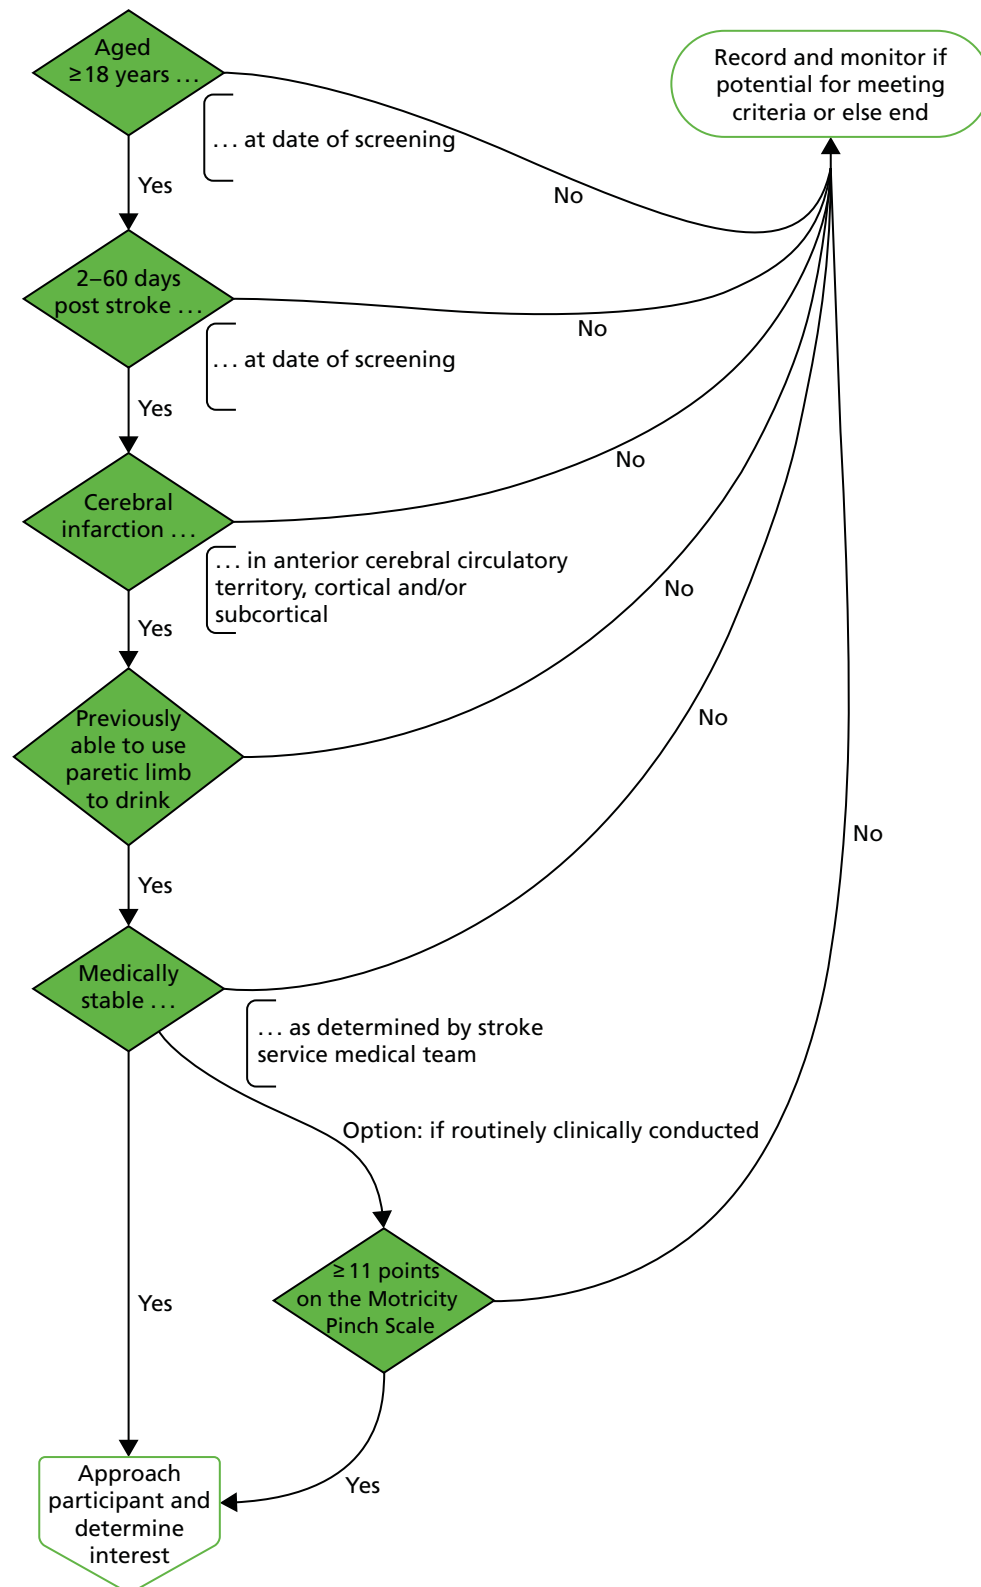 Aged
≥18 years ...
Record and monitor if
potential for meeting
criteria or else end
... at date of screening
Yes
No
2–60 days
post stroke ...
No
... at date of screening
Yes
No
Cerebral
infarction ...
... in anterior cerebral circulatory
territory, cortical and/or
subcortical
No
Yes
Previously
able to use
paretic limb
to drink
No
No
Yes
Medically
stable ...
... as determined by stroke
service medical team
Option: if routinely clinically conducted
≥11 points
on the Motricity
Pinch Scale
Yes
Yes
Approach
participant and
determine
interest